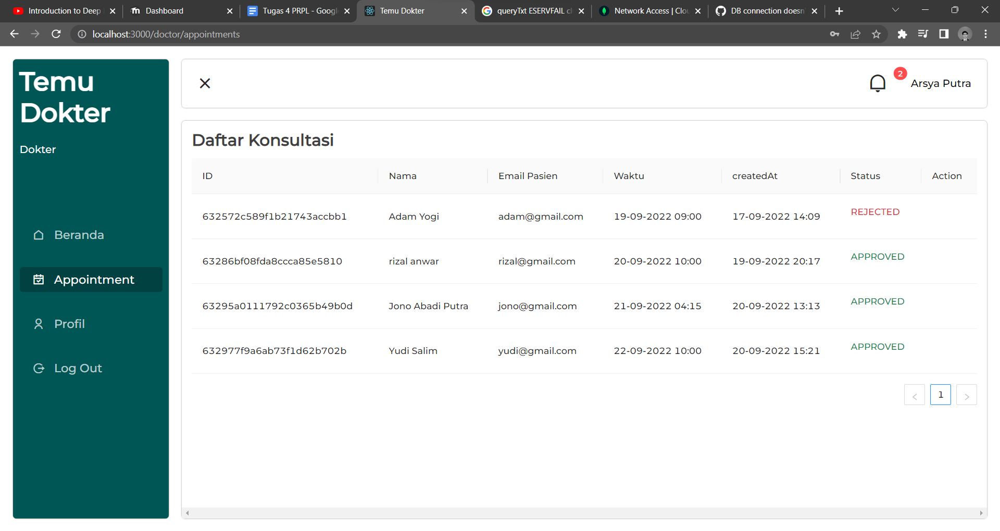 Introduction to Deep
Dashboard
Tugas 4 PRPL - Googl
Temu Dokter
queryTxt ESERVFAIL cl
Network Access | Clou
DB connection doesn'
localhost:3000/doctor/appointments
Temu
Dokter
Dokter
Beranda
Appointment
Profil
Log Out
2
Arsya Putra
Daftar Konsultasi
ID Nama Email Pasien Waktu createdAt Status Action
632572c589f1b21743accbb1 Adam Yogi adam@gmail.com 19-09-2022 09:00 17-09-2022 14:09 REJECTED
63286bf08fda8ccca85e5810 rizal anwar rizal@gmail.com 20-09-2022 10:00 19-09-2022 20:17 APPROVED
63295a0111792c0365b49b0d Jono Abadi Putra jono@gmail.com 21-09-2022 04:15 20-09-2022 13:13 APPROVED
632977f9a6ab73f1d62b702b Yudi Salim yudi@gmail.com 22-09-2022 10:00 20-09-2022 15:21 APPROVED
< 1 >